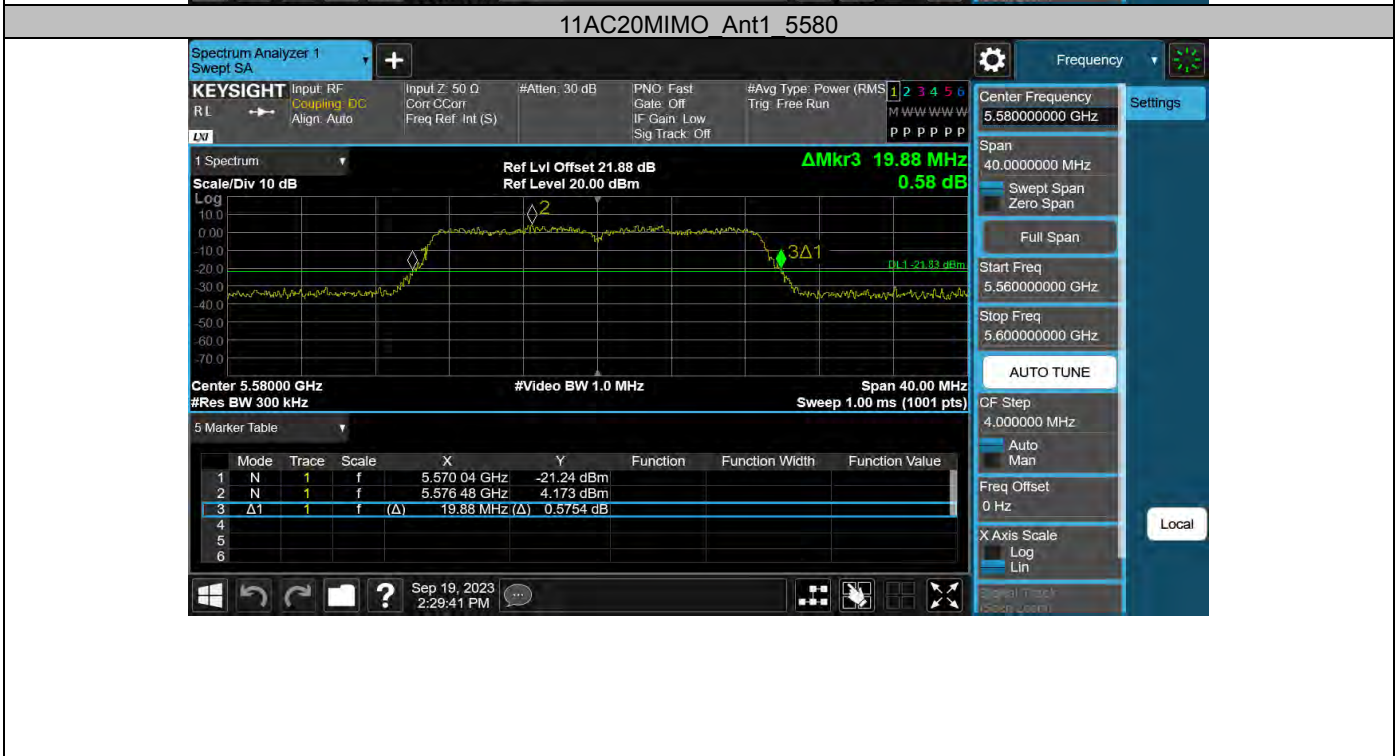 11AC20MIMO_Ant1_5580
Spectrum Analyzer 1
Swept SA
+
Frequency
KEYSIGHT
RL
LXI
Input: RF
Coupling: DC
Align: Auto
Input Z: 50 Ω
Corr CCorr
Freq Ref: Int (S)
#Atten: 30 dB
PNO: Fast
Gate: Off
IF Gain: Low
Sig Track: Off
#Avg Type: Power (RMS
Trig: Free Run
1 2 3 4 5 6
M W W W W W
P P P P P P
1 Spectrum
Scale/Div 10 dB
Ref Lvl Offset 21.88 dB
Ref Level 20.00 dBm
ΔMkr3 19.88 MHz
0.58 dB
Log
10.0
0.00
-10.0
-20.0
-30.0
-40.0
-50.0
-60.0
-70.0
2
3Δ1
DL1 -21.83 dBm
Center 5.58000 GHz
#Video BW 1.0 MHz
Span 40.00 MHz
#Res BW 300 kHz
Sweep 1.00 ms (1001 pts)
5 Marker Table
Mode Trace Scale X Y Function Function Width Function Value
1 N 1 f 5.570 04 GHz -21.24 dBm
2 N 1 f 5.576 48 GHz 4.173 dBm
3 Δ1 1 f (Δ) 19.88 MHz (Δ) 0.5754 dB
4
5
6
Sep 19, 2023
2:29:41 PM
?
Center Frequency
5.580000000 GHz
Settings
Span
40.0000000 MHz
Swept Span
Zero Span
Full Span
Start Freq
5.560000000 GHz
Stop Freq
5.600000000 GHz
AUTO TUNE
CF Step
4.000000 MHz
Auto
Man
Freq Offset
0 Hz
Local
X Axis Scale
Log
Lin
Signal Track
(Span Zoom)